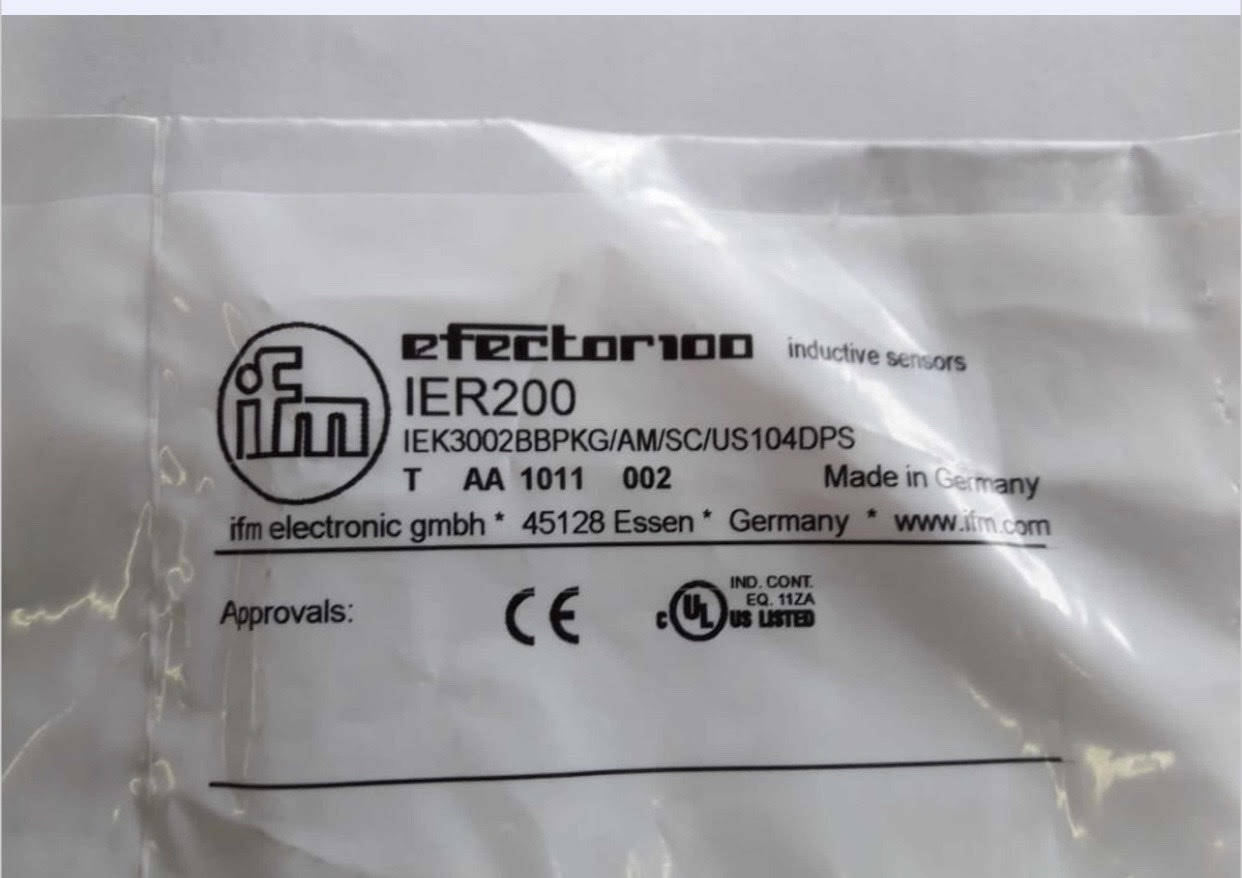 efector100 inductive sensors
ifm
IER200
IEK3002BBPKG/AM/SC/US104DPS
T AA 1011 002 Made in Germany
ifm electronic gmbh * 45128 Essen * Germany * www.ifm.com
Approvals: CE c UL US LISTED IND. CONT. EQ. 11ZA